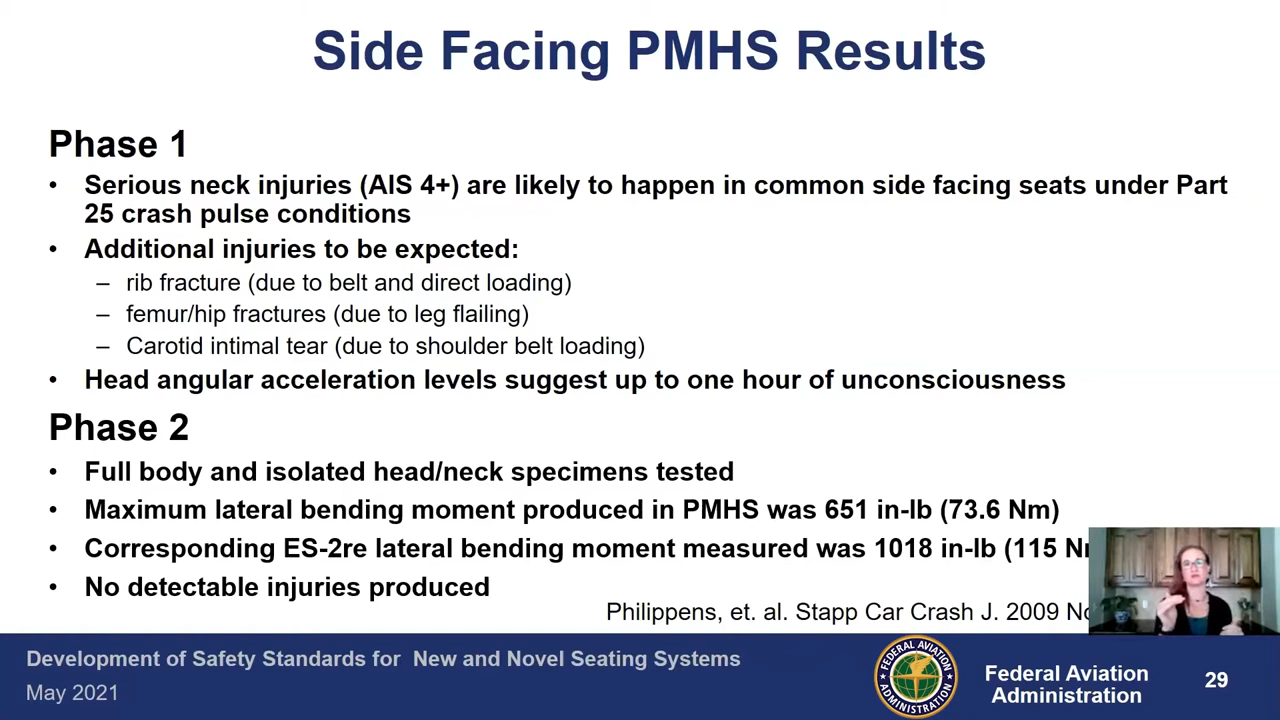 Side Facing PMHS Results
Phase 1
• Serious neck injuries (AIS 4+) are likely to happen in common side facing seats under Part
25 crash pulse conditions
• Additional injuries to be expected:
– rib fracture (due to belt and direct loading)
– femur/hip fractures (due to leg flailing)
– Carotid intimal tear (due to shoulder belt loading)
• Head angular acceleration levels suggest up to one hour of unconsciousness
Phase 2
• Full body and isolated head/neck specimens tested
• Maximum lateral bending moment produced in PMHS was 651 in-lb (73.6 Nm)
• Corresponding ES-2re lateral bending moment measured was 1018 in-lb (115
• No detectable injuries produced
Philippens, et. al. Stapp Car Crash J. 2009
Development of Safety Standards for New and Novel Seating Systems
May 2021
FEDERAL AVIATION
ADMINISTRATION
Federal Aviation
Administration
29